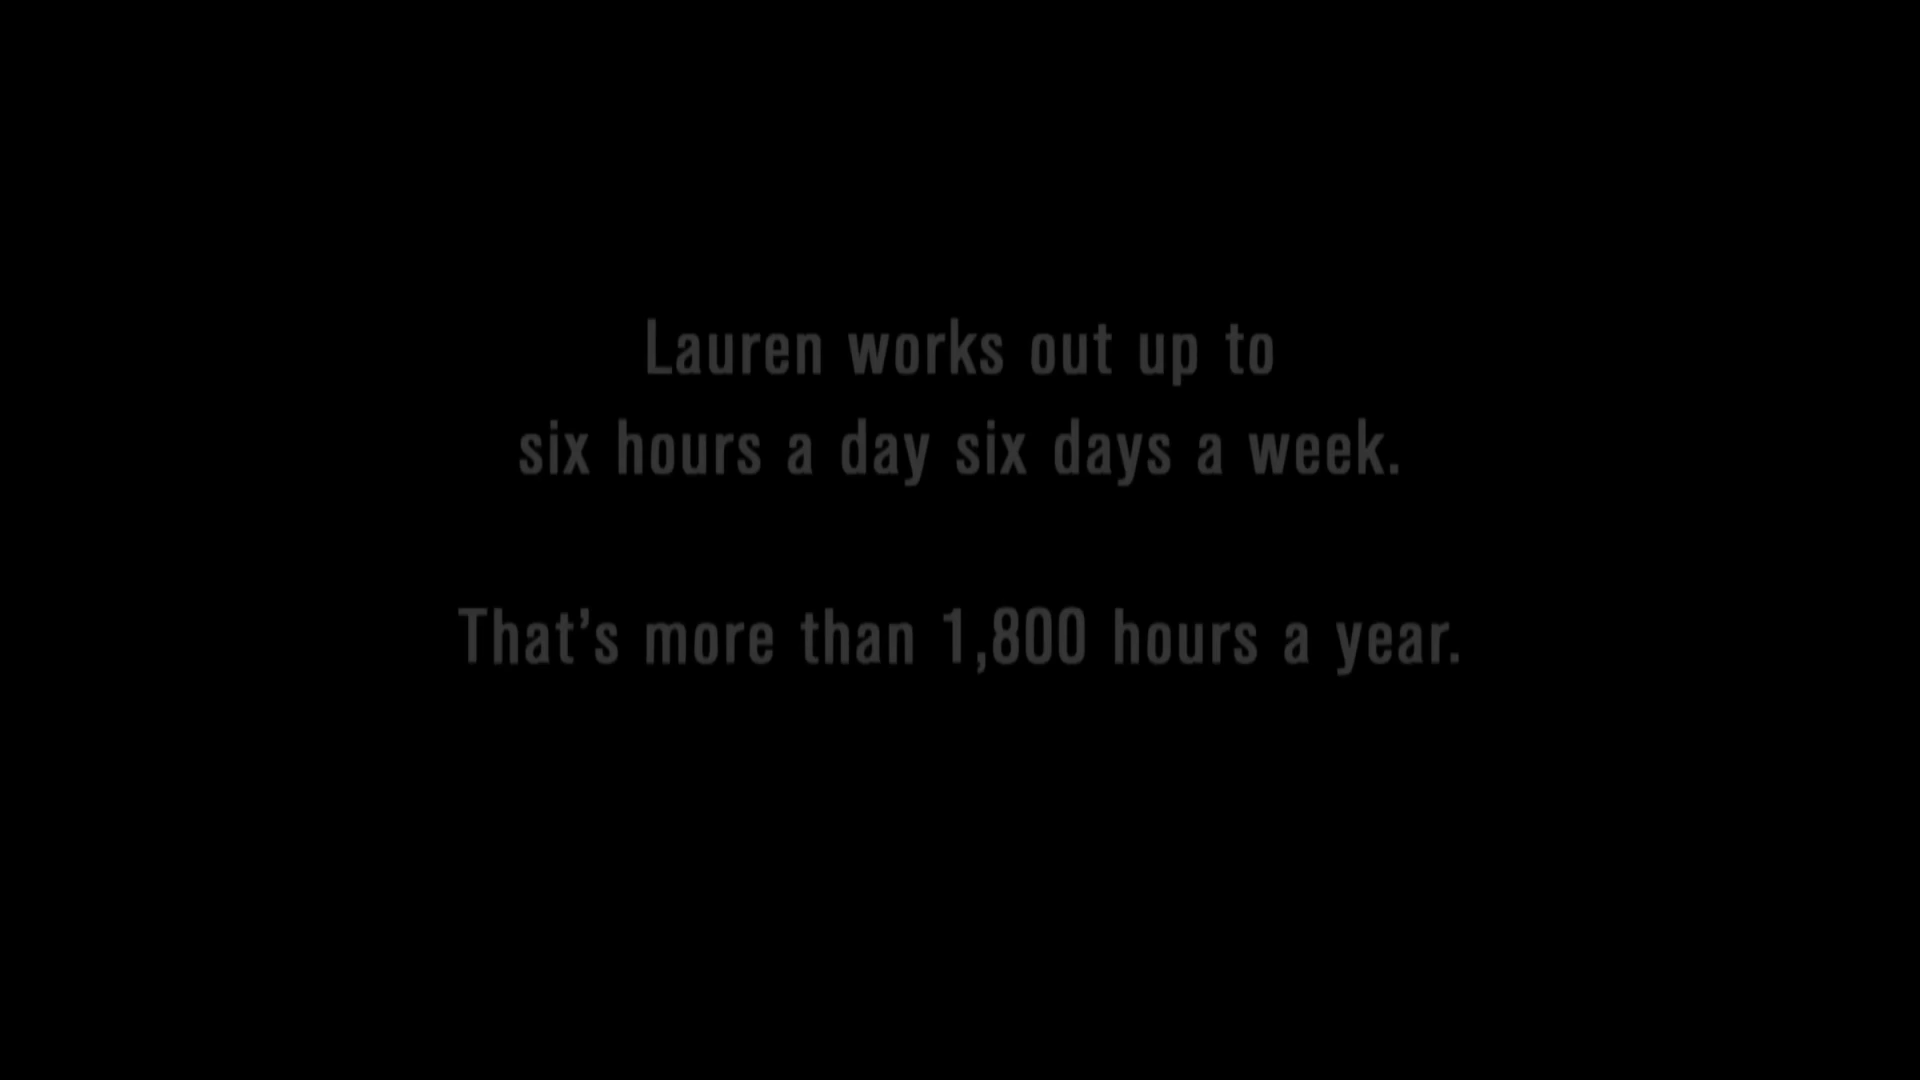 Lauren works out up to
six hours a day six days a week.
That’s more than 1,800 hours a year.